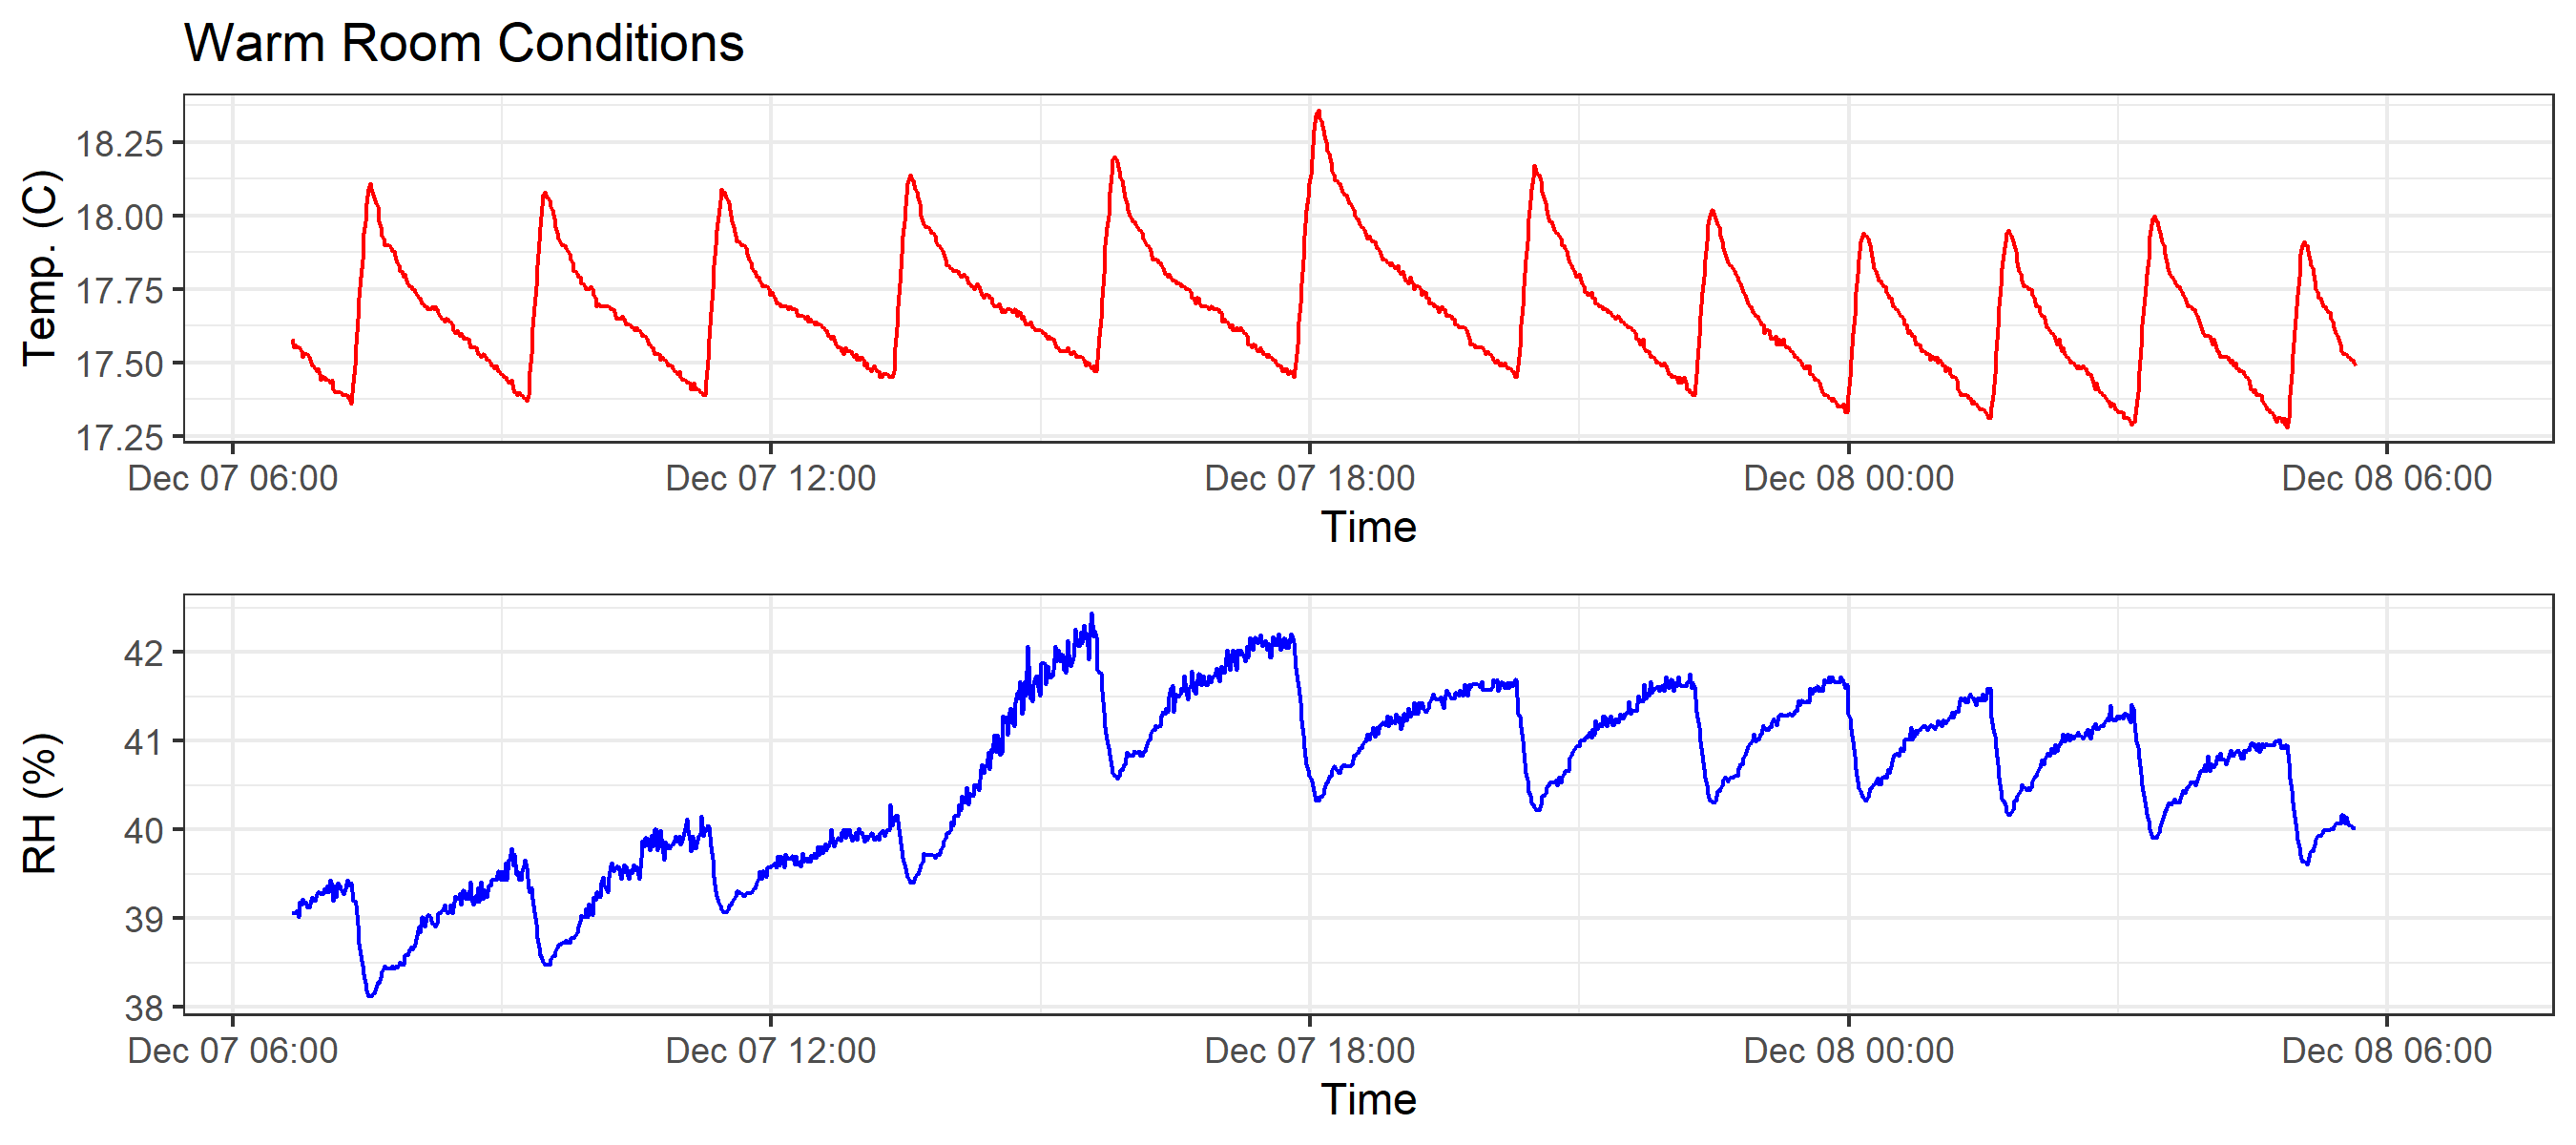 Warm Room Conditions
Temp. (C)
18.25
18.00
17.75
17.50
17.25
Dec 07 06:00 Dec 07 12:00 Dec 07 18:00 Dec 08 00:00 Dec 08 06:00
Time
RH (%)
42
41
40
39
38
Dec 07 06:00 Dec 07 12:00 Dec 07 18:00 Dec 08 00:00 Dec 08 06:00
Time